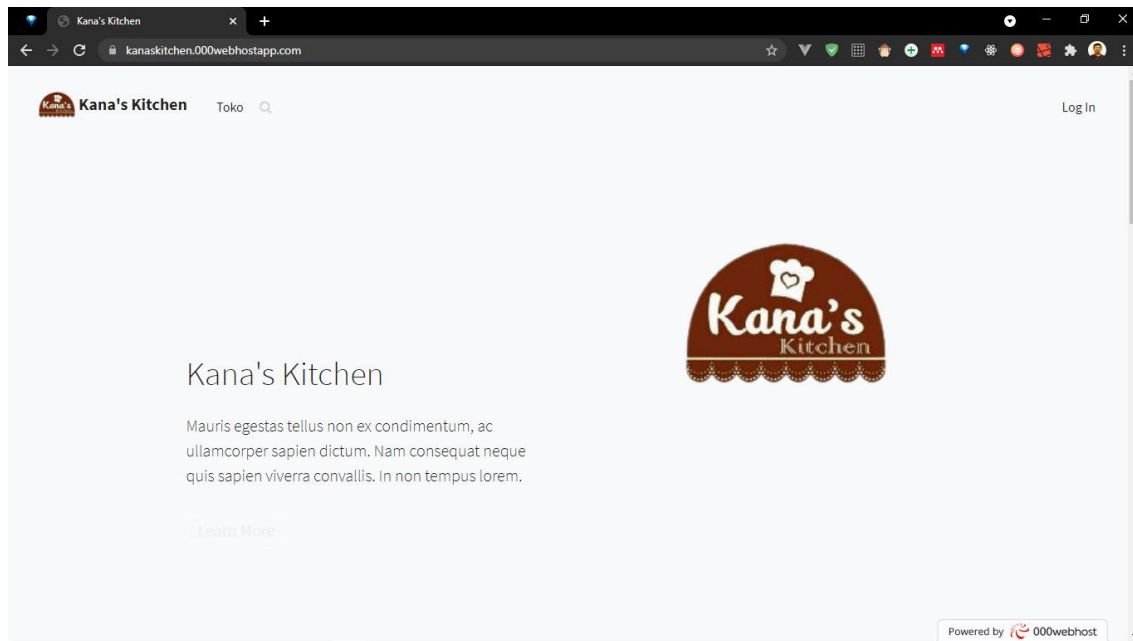 Kana's Kitchen
kanaskitchen.000webhostapp.com
Kana's Kitchen Kana's Kitchen Toko Log In
Kana's
Kitchen
Kana's Kitchen
Mauris egestas tellus non ex condimentum, ac
ullamcorper sapien dictum. Nam consequat neque
quis sapien viverra convallis. In non tempus lorem.
Learn More
Powered by 000webhost